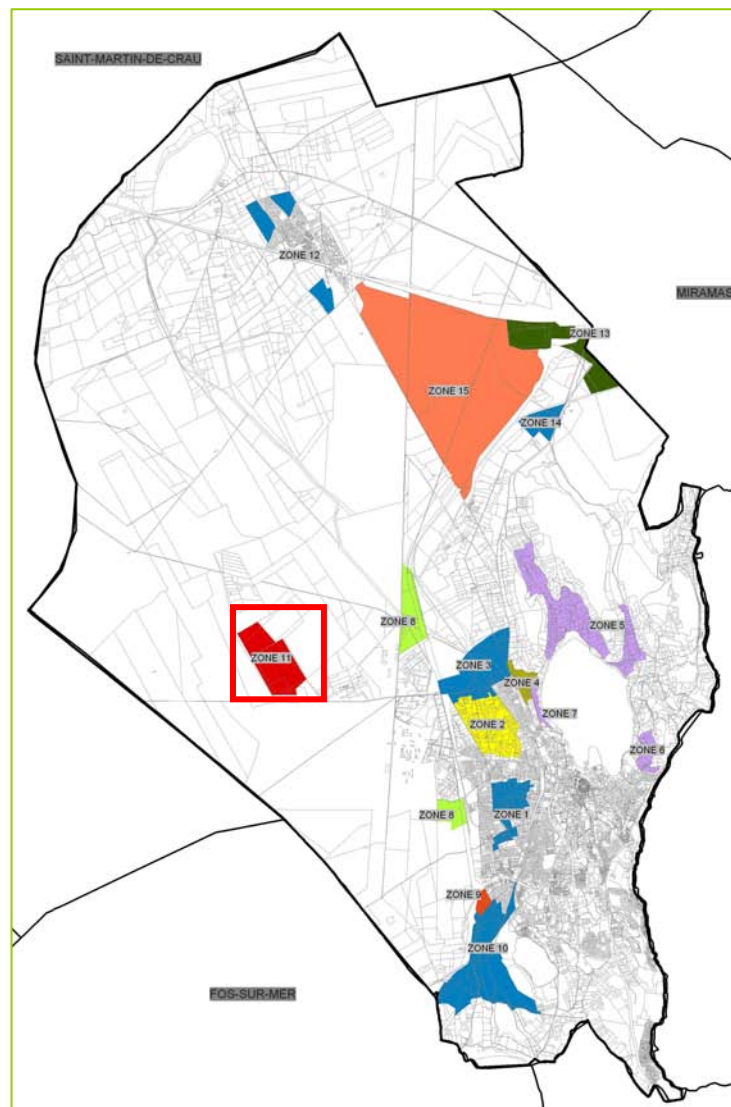 SAINT-MARTIN-DE-CRAU
ZONE 12
MIRAMAS
ZONE 13
ZONE 15
ZONE 14
ZONE 8
ZONE 5
ZONE 11
ZONE 3
ZONE 4
ZONE 7
ZONE 2
ZONE 6
ZONE 8
ZONE 1
ZONE 9
ZONE 10
FOS-SUR-MER